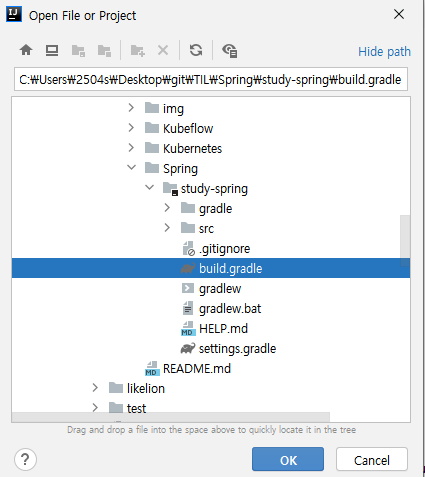 IJ Open File or Project
Hide path
C:₩Users₩2504s₩Desktop₩git₩TIL₩Spring₩study-spring₩build.gradle
img
Kubeflow
Kubernetes
Spring
study-spring
gradle
src
.gitignore
build.gradle
gradlew
gradlew.bat
MD HELP.md
settings.gradle
MD README.md
likelion
test
Drag and drop a file into the space above to quickly locate it in the tree
? OK Cancel